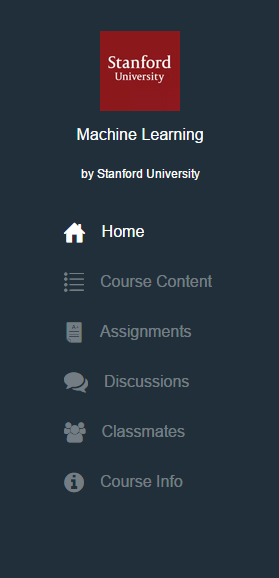 Stanford
University
Machine Learning
by Stanford University
Home
Course Content
Assignments
Discussions
Classmates
Course Info